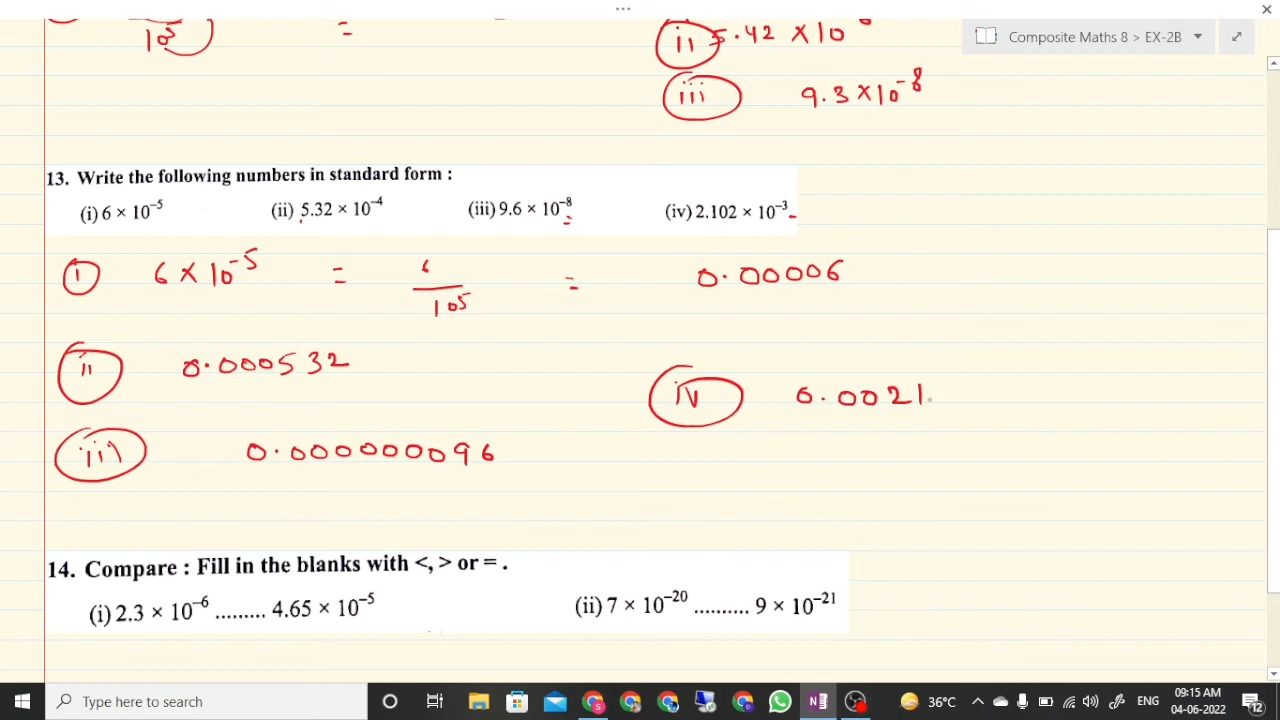 Composite Maths 8 > EX-2B
10³ =
ii 5.42 × 10
iii 9.3 × 10⁻⁸
13. Write the following numbers in standard form :
(i) 6 × 10⁻⁵ (ii) 5.32 × 10⁻⁴ (iii) 9.6 × 10⁻⁸ (iv) 2.102 × 10⁻³
i 6 × 10⁻⁵ = 6/10⁵ = 0.00006
ii 0.000532
iv 0.0021
iii) 0.000000096
14. Compare : Fill in the blanks with <, > or = .
(i) 2.3 × 10⁻⁶ ......... 4.65 × 10⁻⁵ (ii) 7 × 10⁻²⁰ .......... 9 × 10⁻²¹
Type here to search
36°C ENG 09:15 AM
04-06-2022
12